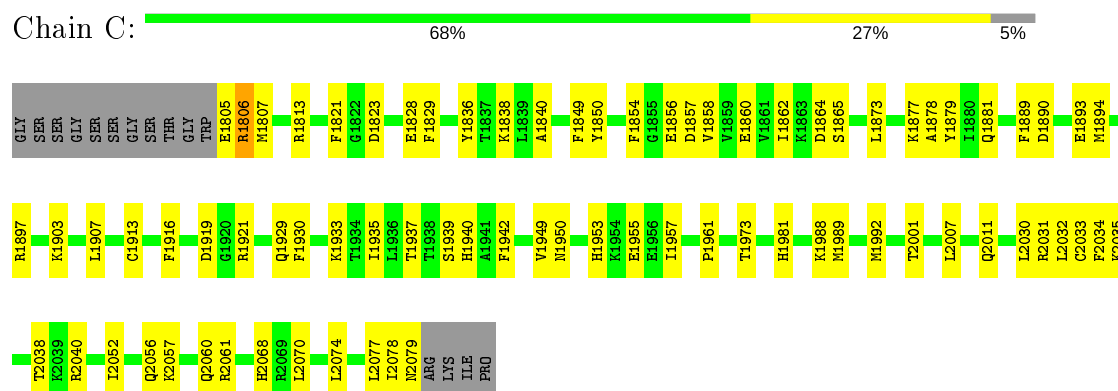 Chain C:
68% 27% 5%
GLY SER SER GLY SER SER GLY SER THR GLY TRP E1805 R1806 M1807 R1813 F1821 G1822 D1823 E1828 F1829 Y1836 T1837 K1838 L1839 A1840 F1849 Y1850 F1854 G1855 E1856 D1857 V1858 V1859 E1860 V1861 I1862 K1863 D1864 S1865 L1873 K1877 A1878 Y1879 I1880 Q1881 F1889 D1890 E1893 M1894
R1897 K1903 L1907 C1913 F1916 D1919 G1920 R1921 Q1929 F1930 K1933 T1934 I1935 L1936 T1937 T1938 S1939 H1940 A1941 F1942 V1949 N1950 H1953 K1954 E1955 E1956 I1957 P1961 T1973 H1981 K1988 M1989 M1992 T2001 L2007 Q2011 L2030 R2031 L2032 C2033 F2034 K2035
T2038 K2039 R2040 I2052 Q2056 K2057 Q2060 R2061 H2068 R2069 L2070 L2074 L2077 I2078 N2079 ARG LYS ILE PRO